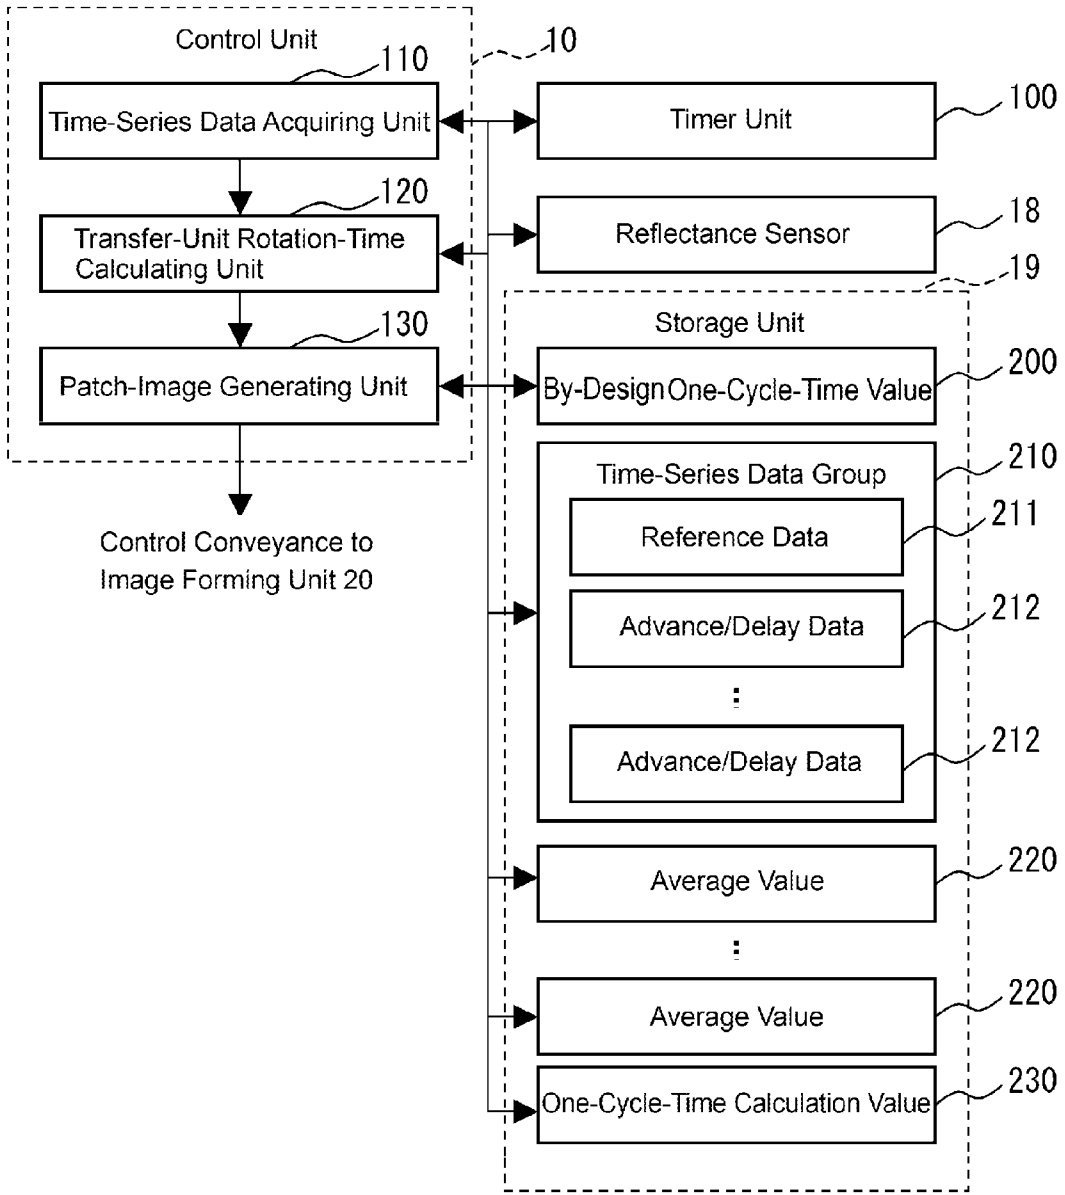 Control Unit
10
110
Time-Series Data Acquiring Unit
120
Transfer-Unit Rotation-Time
Calculating Unit
130
Patch-Image Generating Unit
Control Conveyance to
Image Forming Unit 20
100
Timer Unit
18
Reflectance Sensor
19
Storage Unit
200
By-Design One-Cycle-Time Value
210
Time-Series Data Group
211
Reference Data
212
Advance/Delay Data
⋮
212
Advance/Delay Data
220
Average Value
⋮
220
Average Value
230
One-Cycle-Time Calculation Value